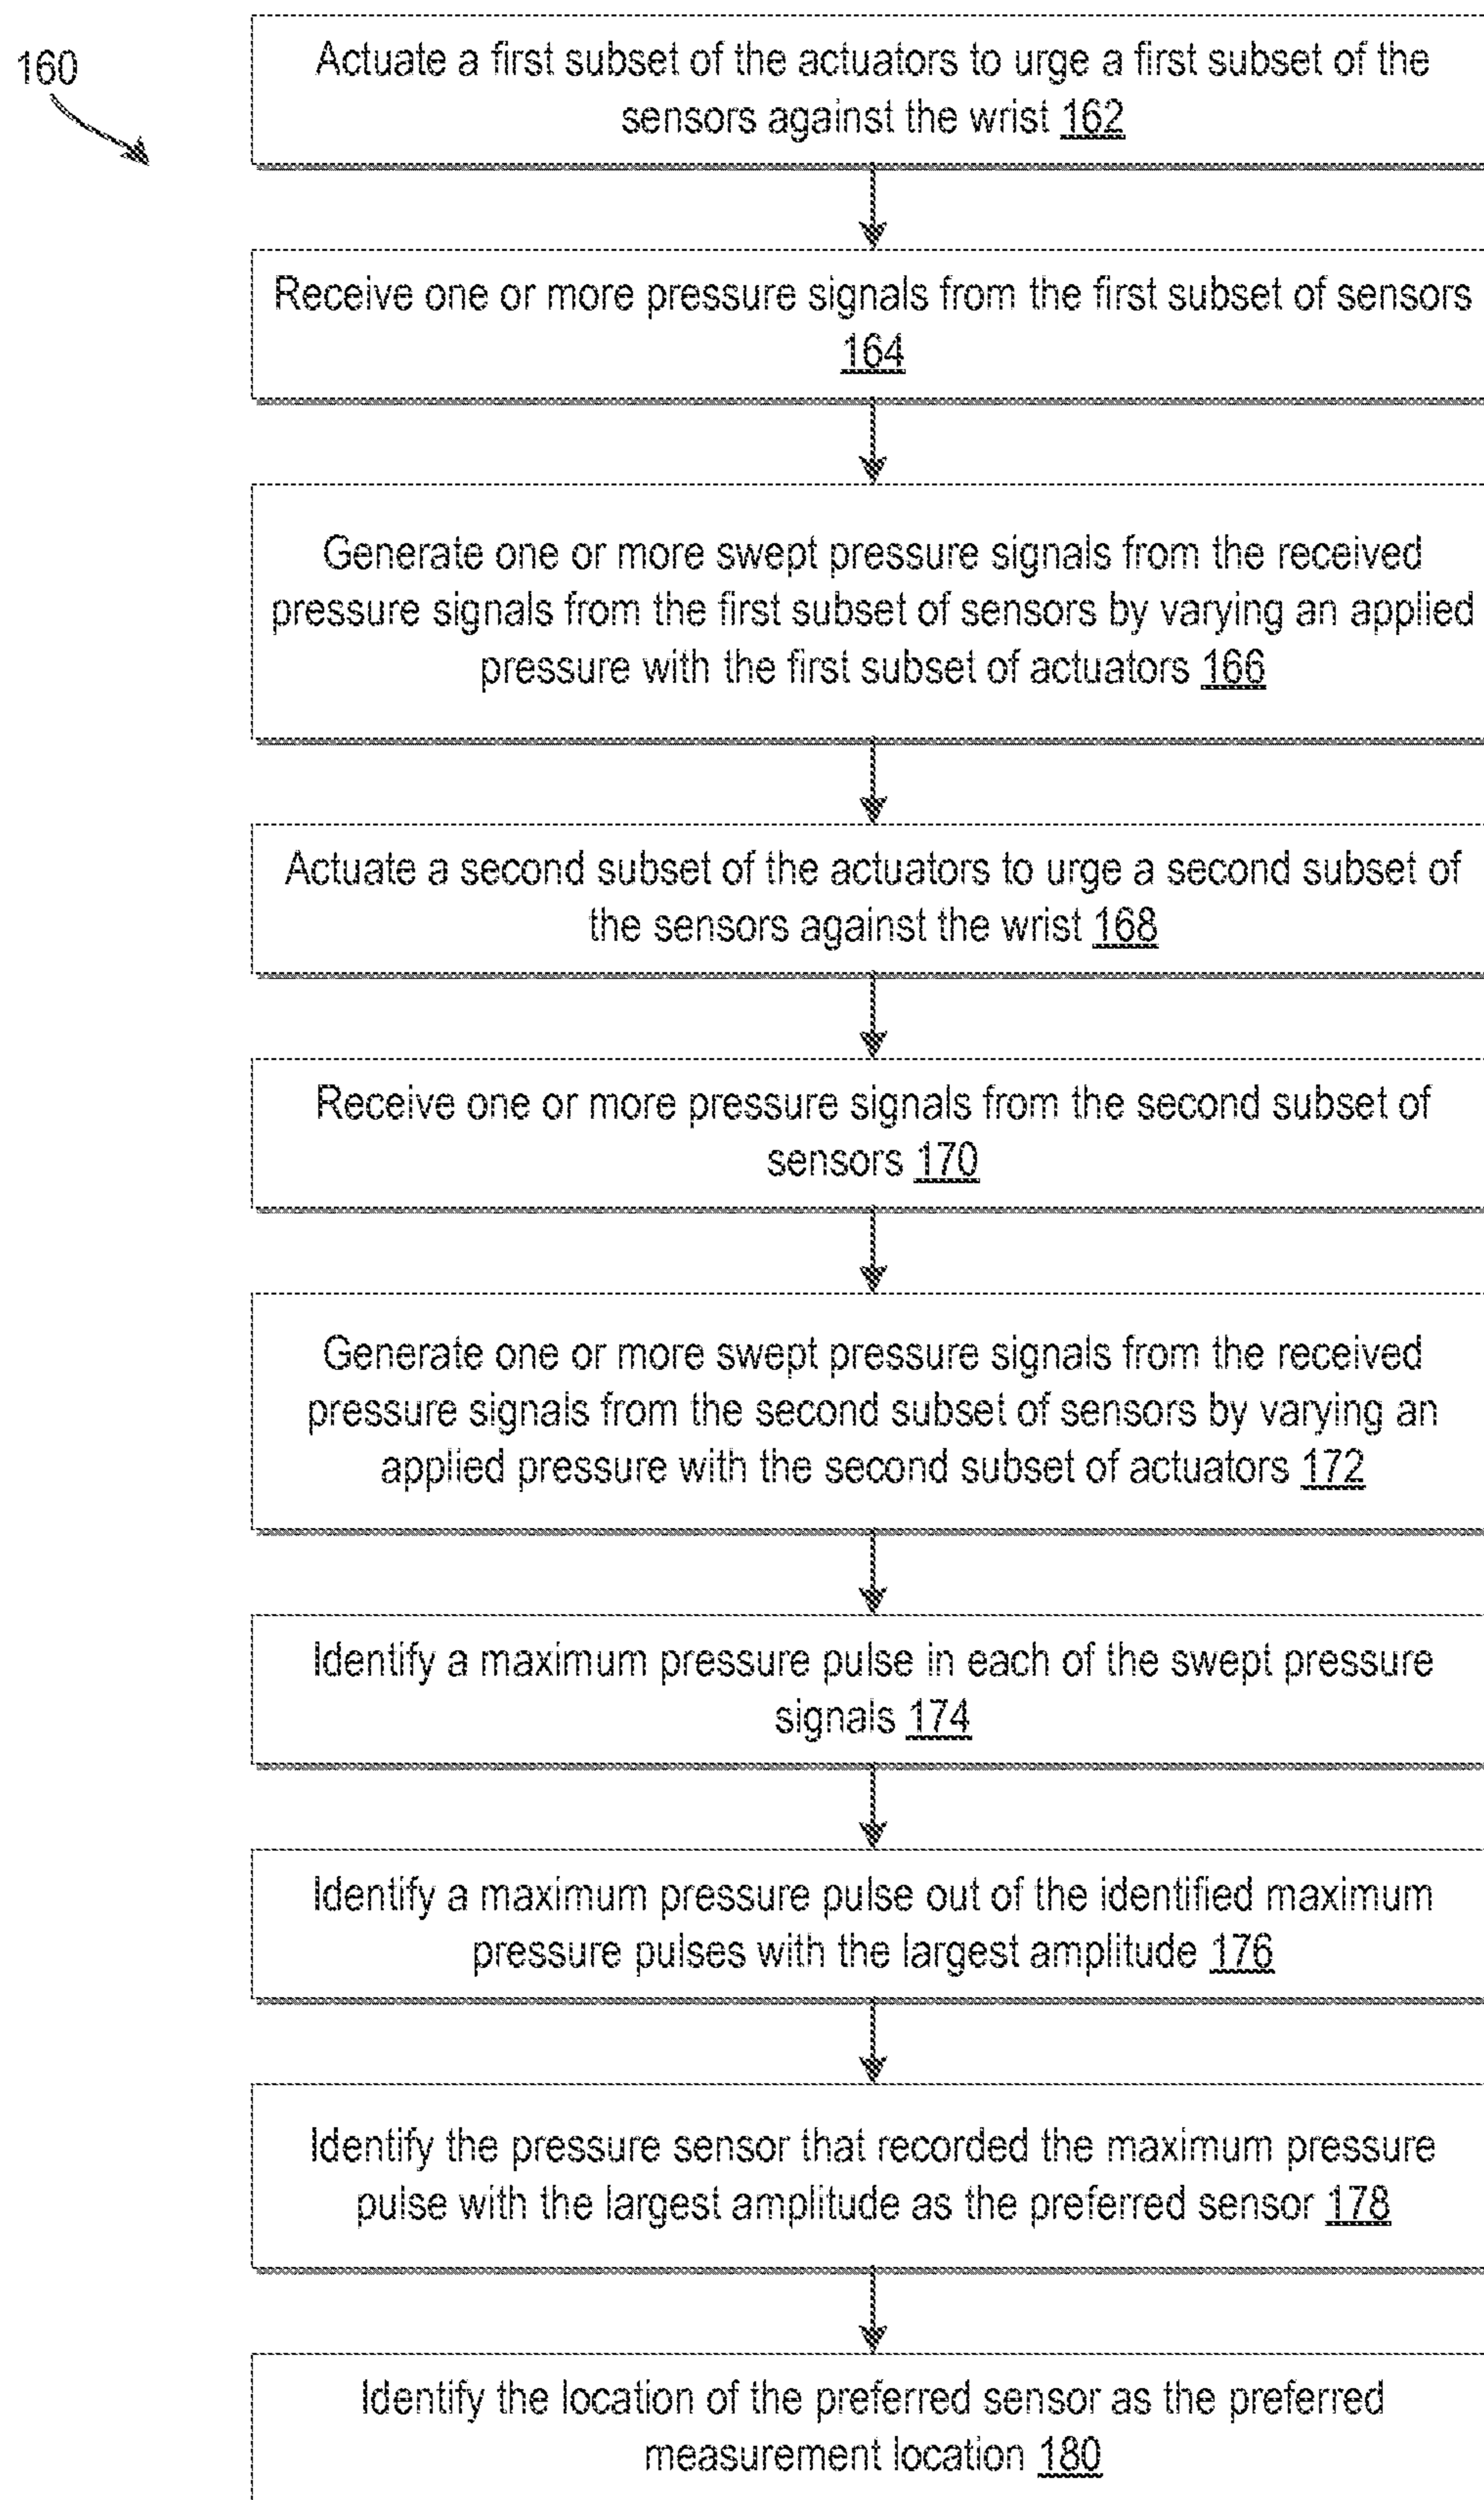 160
Actuate a first subset of the actuators to urge a first subset of the
sensors against the wrist 162
Receive one or more pressure signals from the first subset of sensors
164
Generate one or more swept pressure signals from the received
pressure signals from the first subset of sensors by varying an applied
pressure with the first subset of actuators 166
Actuate a second subset of the actuators to urge a second subset of
the sensors against the wrist 168
Receive one or more pressure signals from the second subset of
sensors 170
Generate one or more swept pressure signals from the received
pressure signals from the second subset of sensors by varying an
applied pressure with the second subset of actuators 172
Identify a maximum pressure pulse in each of the swept pressure
signals 174
Identify a maximum pressure pulse out of the identified maximum
pressure pulses with the largest amplitude 176
Identify the pressure sensor that recorded the maximum pressure
pulse with the largest amplitude as the preferred sensor 178
Identify the location of the preferred sensor as the preferred
measurement location 180